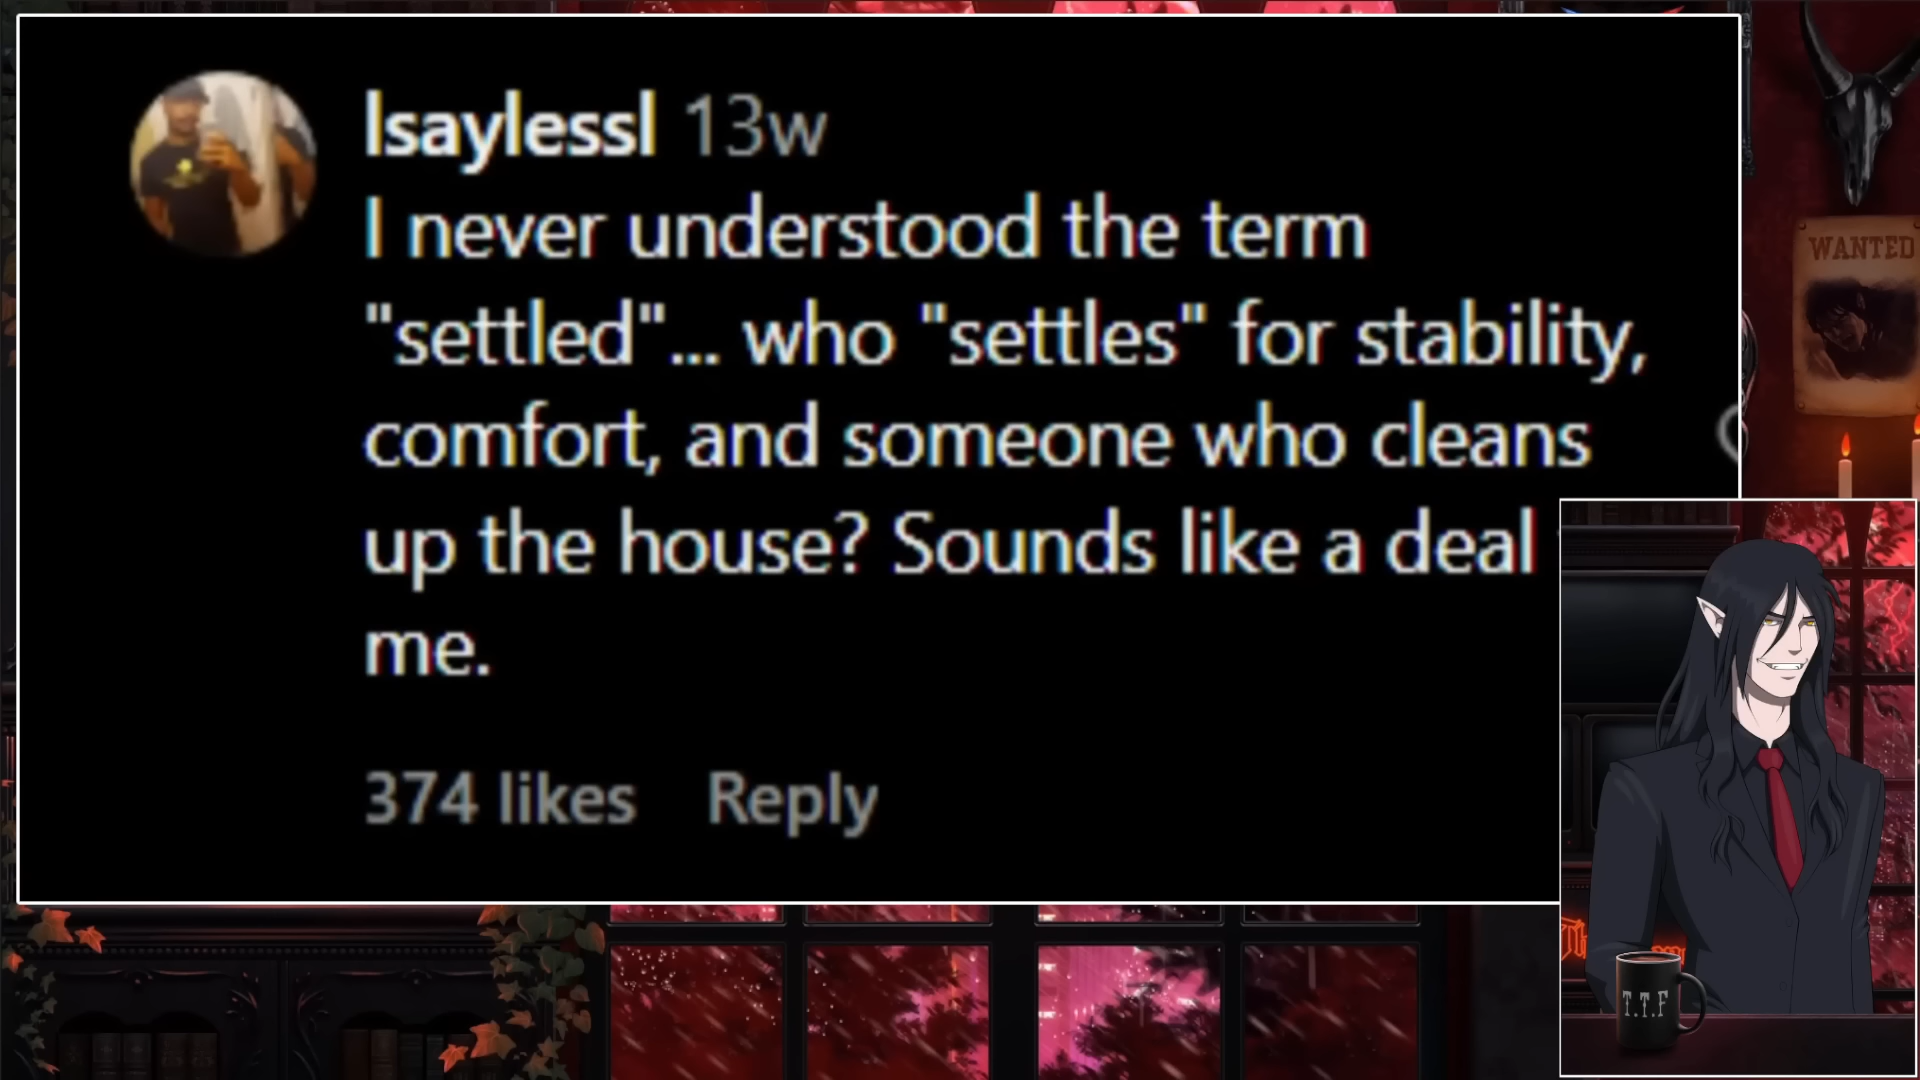 lsaylessl 13w
I never understood the term
"settled"... who "settles" for stability,
comfort, and someone who cleans
up the house? Sounds like a deal
me.
374 likes Reply
WANTED
T.T.F